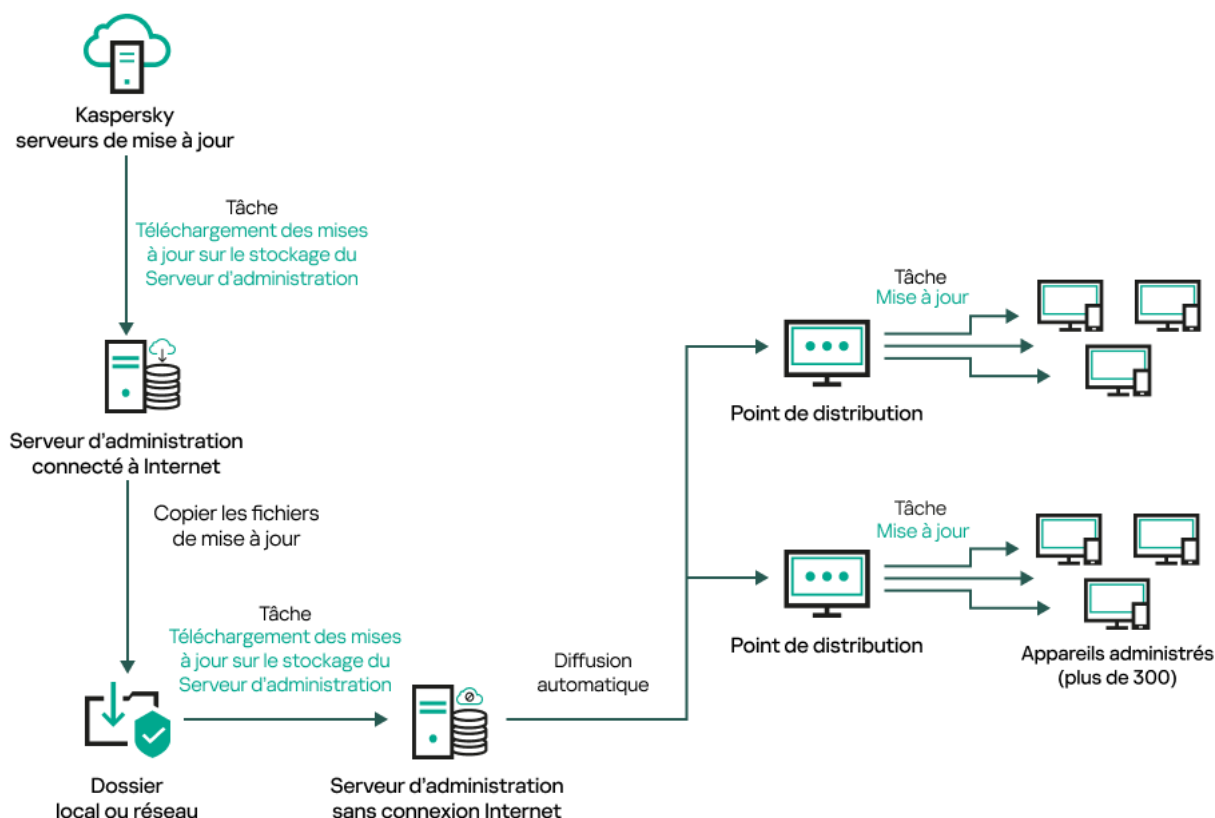 Kaspersky
serveurs de mise à jour
Tâche
Téléchargement des mises
à jour sur le stockage du
Serveur d'administration
Serveur d'administration
connecté à Internet
Copier les fichiers
de mise à jour
Tâche
Téléchargement des mises
à jour sur le stockage du
Serveur d'administration
Dossier
local ou réseau
Serveur d'administration
sans connexion Internet
Diffusion
automatique
Tâche
Mise à jour
Point de distribution
Tâche
Mise à jour
Point de distribution
Appareils administrés
(plus de 300)